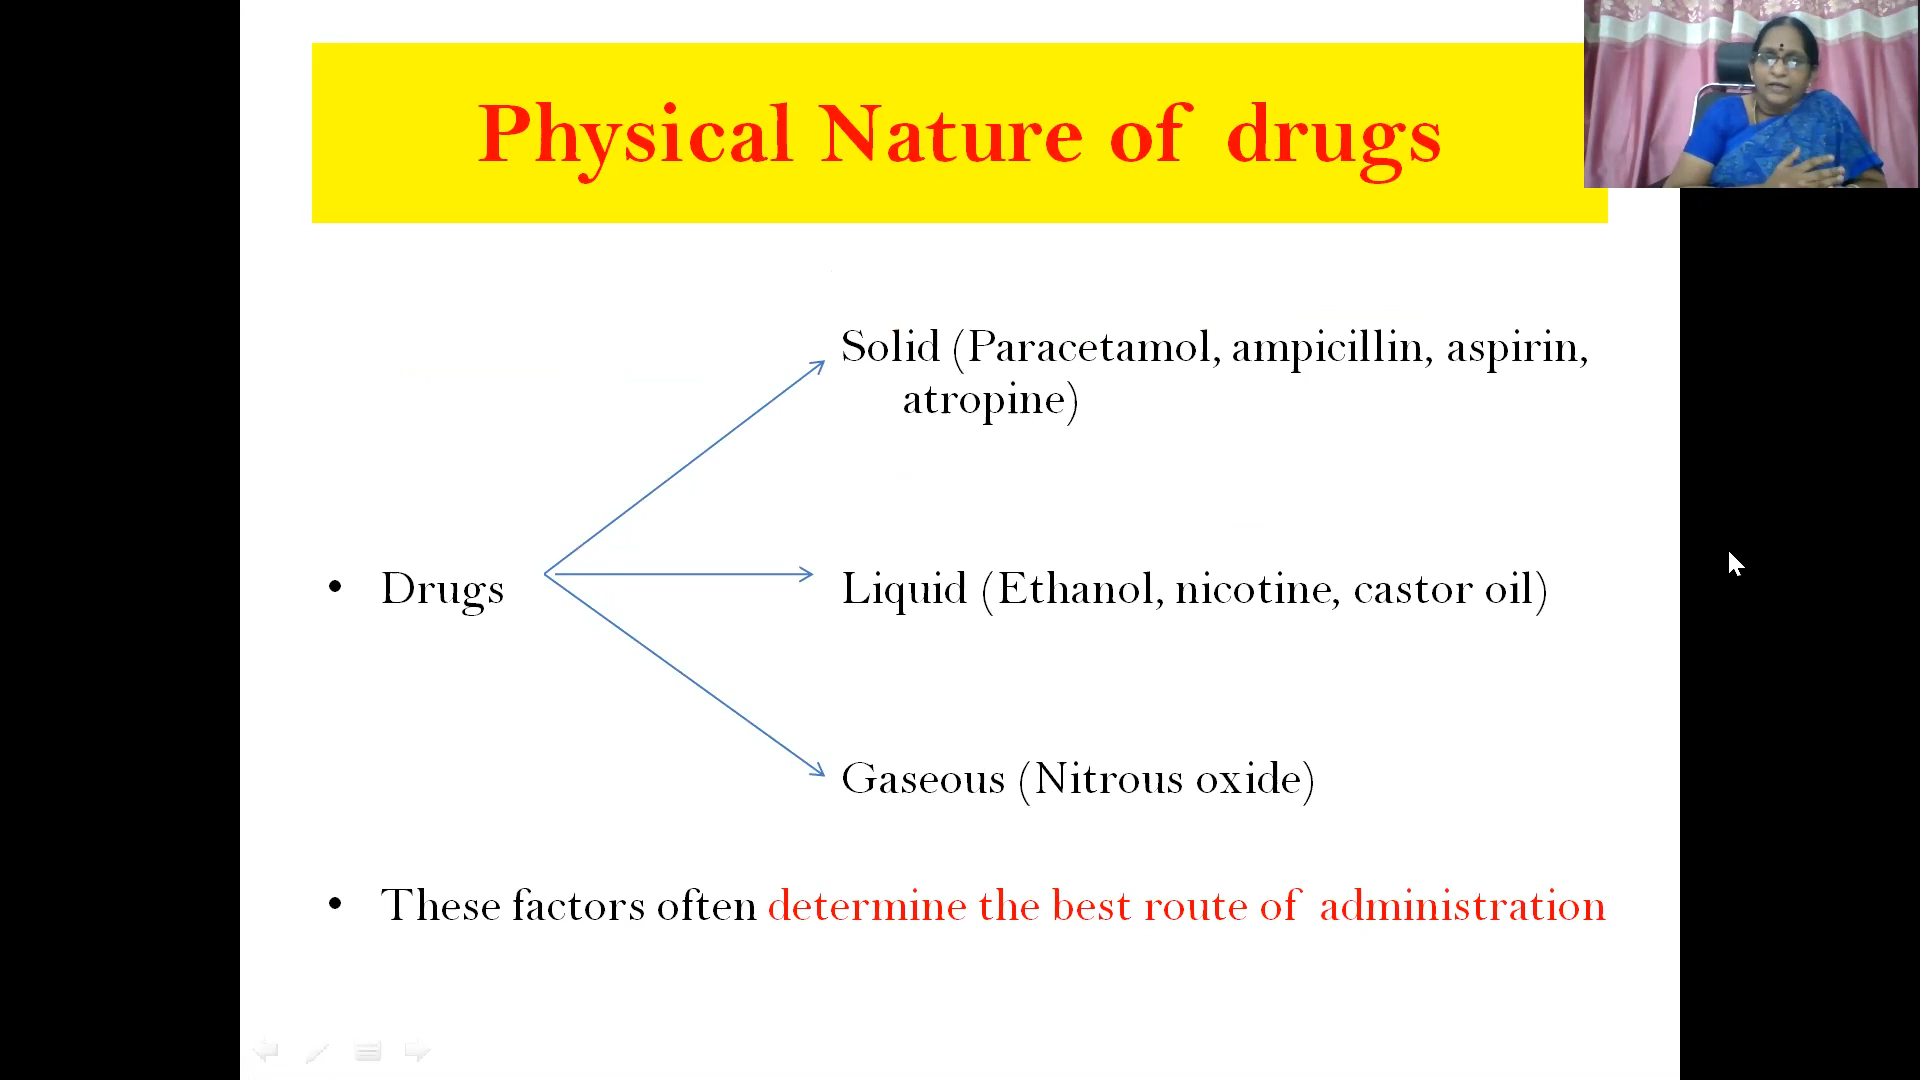 Physical Nature of drugs
Solid (Paracetamol, ampicillin, aspirin,
atropine)
• Drugs
Liquid (Ethanol, nicotine, castor oil)
Gaseous (Nitrous oxide)
• These factors often determine the best route of administration